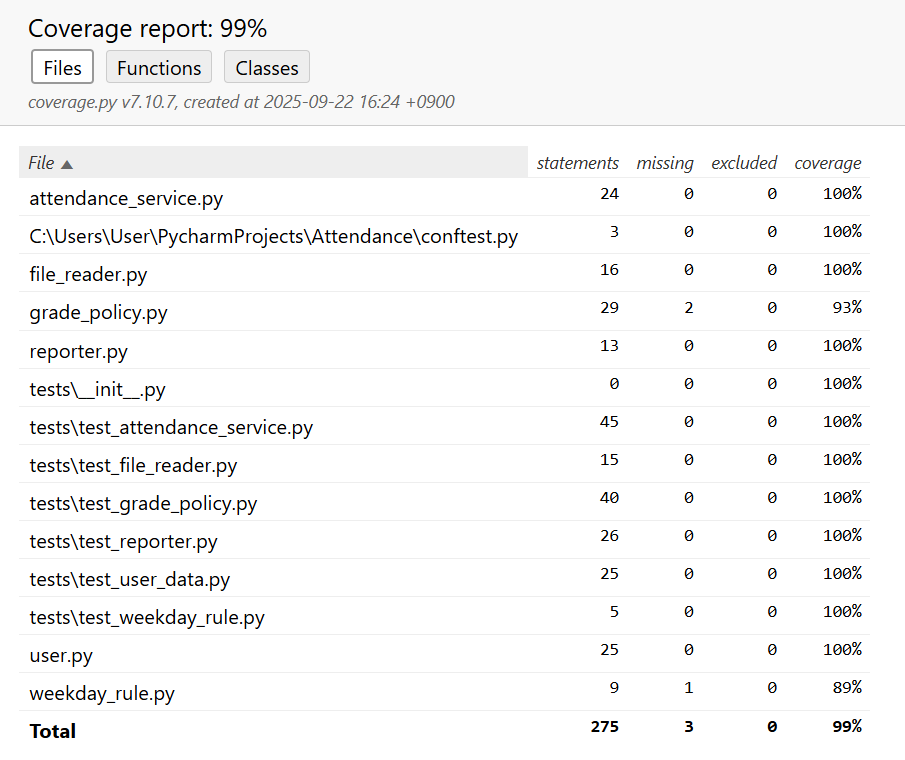 Coverage report: 99%
Files Functions Classes
coverage.py v7.10.7, created at 2025-09-22 16:24 +0900
File ▲ statements missing excluded coverage
attendance_service.py 24 0 0 100%
C:\Users\User\PycharmProjects\Attendance\conftest.py 3 0 0 100%
file_reader.py 16 0 0 100%
grade_policy.py 29 2 0 93%
reporter.py 13 0 0 100%
tests\__init__.py 0 0 0 100%
tests\test_attendance_service.py 45 0 0 100%
tests\test_file_reader.py 15 0 0 100%
tests\test_grade_policy.py 40 0 0 100%
tests\test_reporter.py 26 0 0 100%
tests\test_user_data.py 25 0 0 100%
tests\test_weekday_rule.py 5 0 0 100%
user.py 25 0 0 100%
weekday_rule.py 9 1 0 89%
Total 275 3 0 99%